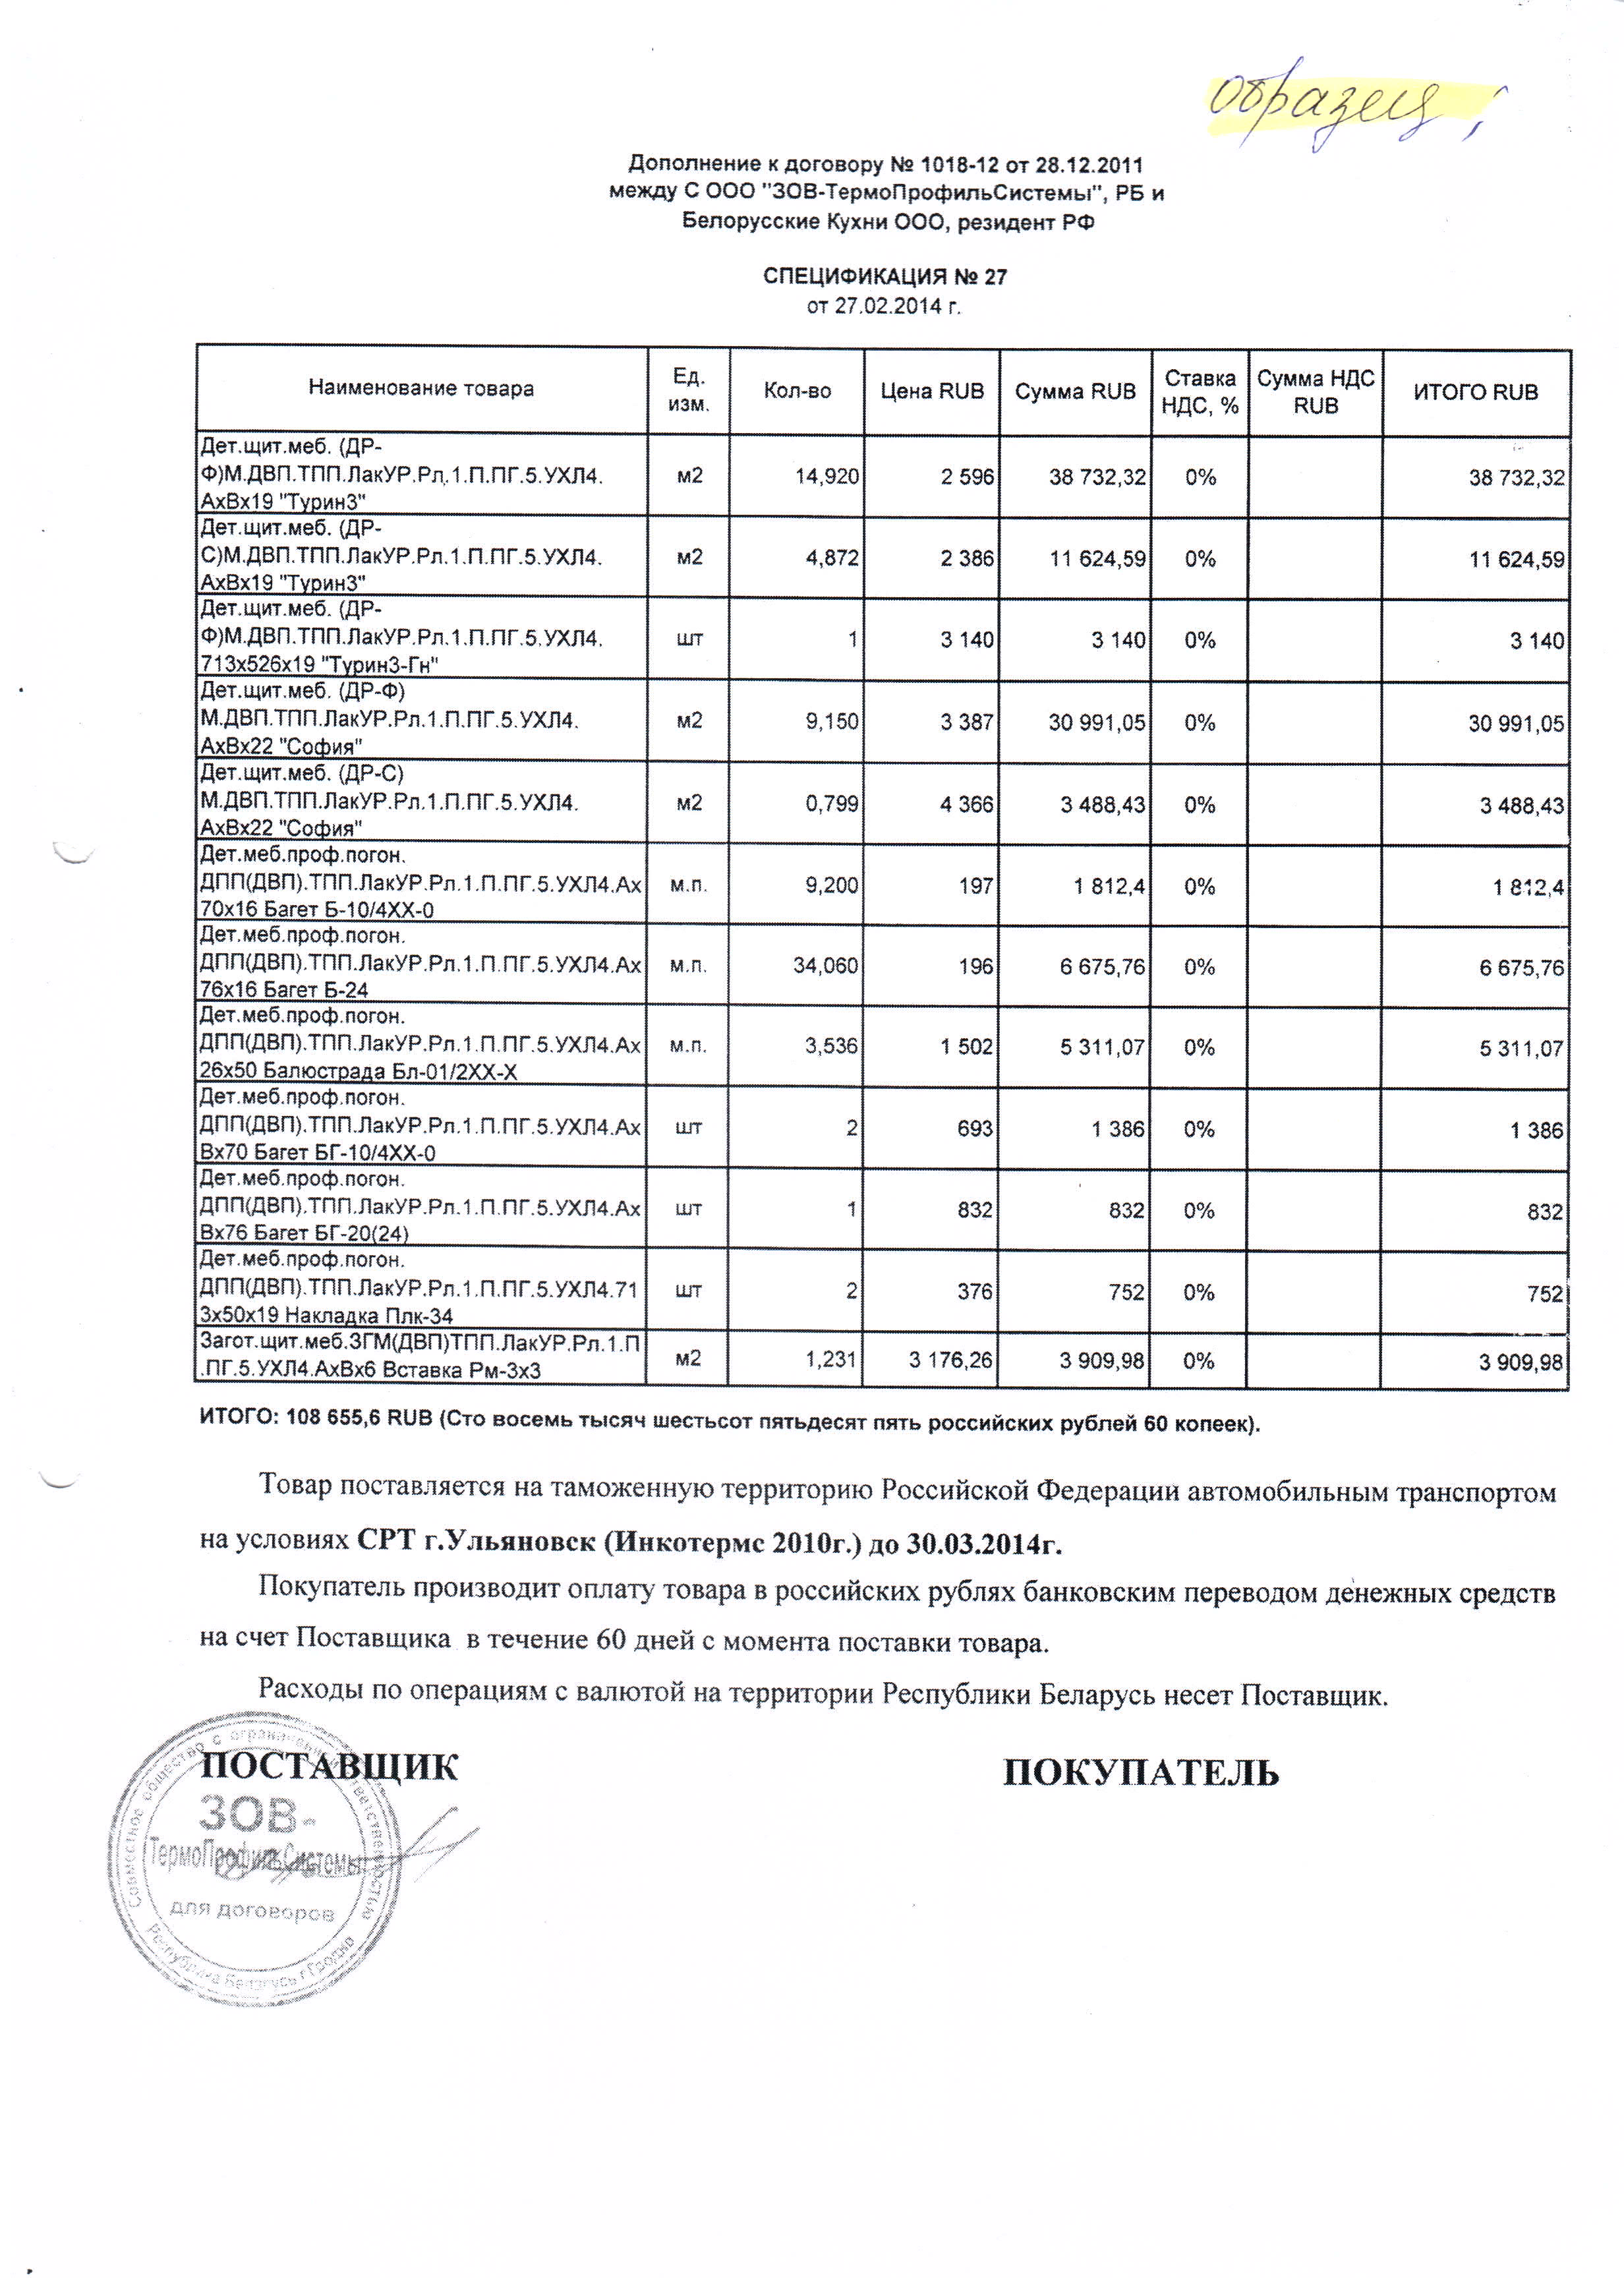 образец,
Дополнение к договору № 1018-12 от 28.12.2011
между С ООО "ЗОВ-ТермоПрофильСистемы", РБ и
Белорусские Кухни ООО, резидент РФ
СПЕЦИФИКАЦИЯ № 27
от 27.02.2014 г.
Наименование товара Ед. изм. Кол-во Цена RUB Сумма RUB Ставка НДС, % Сумма НДС RUB ИТОГО RUB
Дет.щит.меб. (ДР-
Ф)М.ДВП.ТПП.ЛакУР.Рл.1.П.ПГ.5.УХЛ4. м2 14,920 2 596 38 732,32 0% 38 732,32
АхВх19 "Турин3"
Дет.щит.меб. (ДР-
С)М.ДВП.ТПП.ЛакУР.Рл.1.П.ПГ.5.УХЛ4. м2 4,872 2 386 11 624,59 0% 11 624,59
АхВх19 "Турин3"
Дет.щит.меб. (ДР-
Ф)М.ДВП.ТПП.ЛакУР.Рл.1.П.ПГ.5.УХЛ4. шт 1 3 140 3 140 0% 3 140
713х526х19 "Турин3-Гн"
Дет.щит.меб. (ДР-Ф)
М.ДВП.ТПП.ЛакУР.Рл.1.П.ПГ.5.УХЛ4. м2 9,150 3 387 30 991,05 0% 30 991,05
АхВх22 "София"
Дет.щит.меб. (ДР-С)
М.ДВП.ТПП.ЛакУР.Рл.1.П.ПГ.5.УХЛ4. м2 0,799 4 366 3 488,43 0% 3 488,43
АхВх22 "София"
Дет.меб.проф.погон.
ДПП(ДВП).ТПП.ЛакУР.Рл.1.П.ПГ.5.УХЛ4.Ах м.п. 9,200 197 1 812,4 0% 1 812,4
70х16 Багет Б-10/4ХХ-0
Дет.меб.проф.погон.
ДПП(ДВП).ТПП.ЛакУР.Рл.1.П.ПГ.5.УХЛ4.Ах м.п. 34,060 196 6 675,76 0% 6 675,76
76х16 Багет Б-24
Дет.меб.проф.погон.
ДПП(ДВП).ТПП.ЛакУР.Рл.1.П.ПГ.5.УХЛ4.Ах м.п. 3,536 1 502 5 311,07 0% 5 311,07
26х50 Балюстрада Бл-01/2ХХ-Х
Дет.меб.проф.погон.
ДПП(ДВП).ТПП.ЛакУР.Рл.1.П.ПГ.5.УХЛ4.Ах шт 2 693 1 386 0% 1 386
Вх70 Багет БГ-10/4ХХ-0
Дет.меб.проф.погон.
ДПП(ДВП).ТПП.ЛакУР.Рл.1.П.ПГ.5.УХЛ4.Ах шт 1 832 832 0% 832
Вх76 Багет БГ-20(24)
Дет.меб.проф.погон.
ДПП(ДВП).ТПП.ЛакУР.Рл.1.П.ПГ.5.УХЛ4.71 шт 2 376 752 0% 752
3х50х19 Накладка Плк-34
Загот.щит.меб.ЗГМ(ДВП)ТПП.ЛакУР.Рл.1.П
.ПГ.5.УХЛ4.АхВх6 Вставка Рм-3х3 м2 1,231 3 176,26 3 909,98 0% 3 909,98
ИТОГО: 108 655,6 RUB (Сто восемь тысяч шестьсот пятьдесят пять российских рублей 60 копеек).
Товар поставляется на таможенную территорию Российской Федерации автомобильным транспортом
на условиях СРТ г.Ульяновск (Инкотермс 2010г.) до 30.03.2014г.
Покупатель производит оплату товара в российских рублях банковским переводом денежных средств
на счет Поставщика в течение 60 дней с момента поставки товара.
Расходы по операциям с валютой на территории Республики Беларусь несет Поставщик.
ПОСТАВЩИК ПОКУПАТЕЛЬ
Совместное общество с ограниченной ответственностью
ЗОВ-
ТермоПрофильСистемы
для договоров
Республика Беларусь г.Гродно